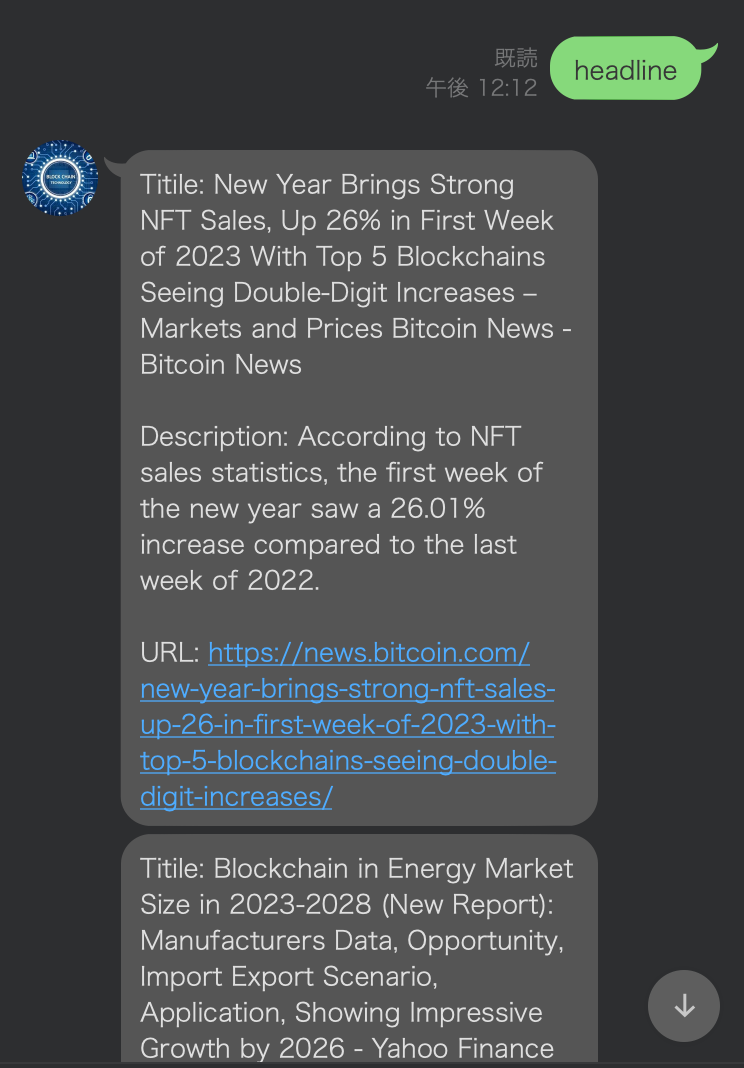 既読
午後 12:12
headline
BLOCK CHAIN
TECHNOLOGY
Titile: New Year Brings Strong
NFT Sales, Up 26% in First Week
of 2023 With Top 5 Blockchains
Seeing Double-Digit Increases –
Markets and Prices Bitcoin News -
Bitcoin News
Description: According to NFT
sales statistics, the first week of
the new year saw a 26.01%
increase compared to the last
week of 2022.
URL: https://news.bitcoin.com/
new-year-brings-strong-nft-sales-
up-26-in-first-week-of-2023-with-
top-5-blockchains-seeing-double-
digit-increases/
Titile: Blockchain in Energy Market
Size in 2023-2028 (New Report):
Manufacturers Data, Opportunity,
Import Export Scenario,
Application, Showing Impressive
Growth by 2026 - Yahoo Finance